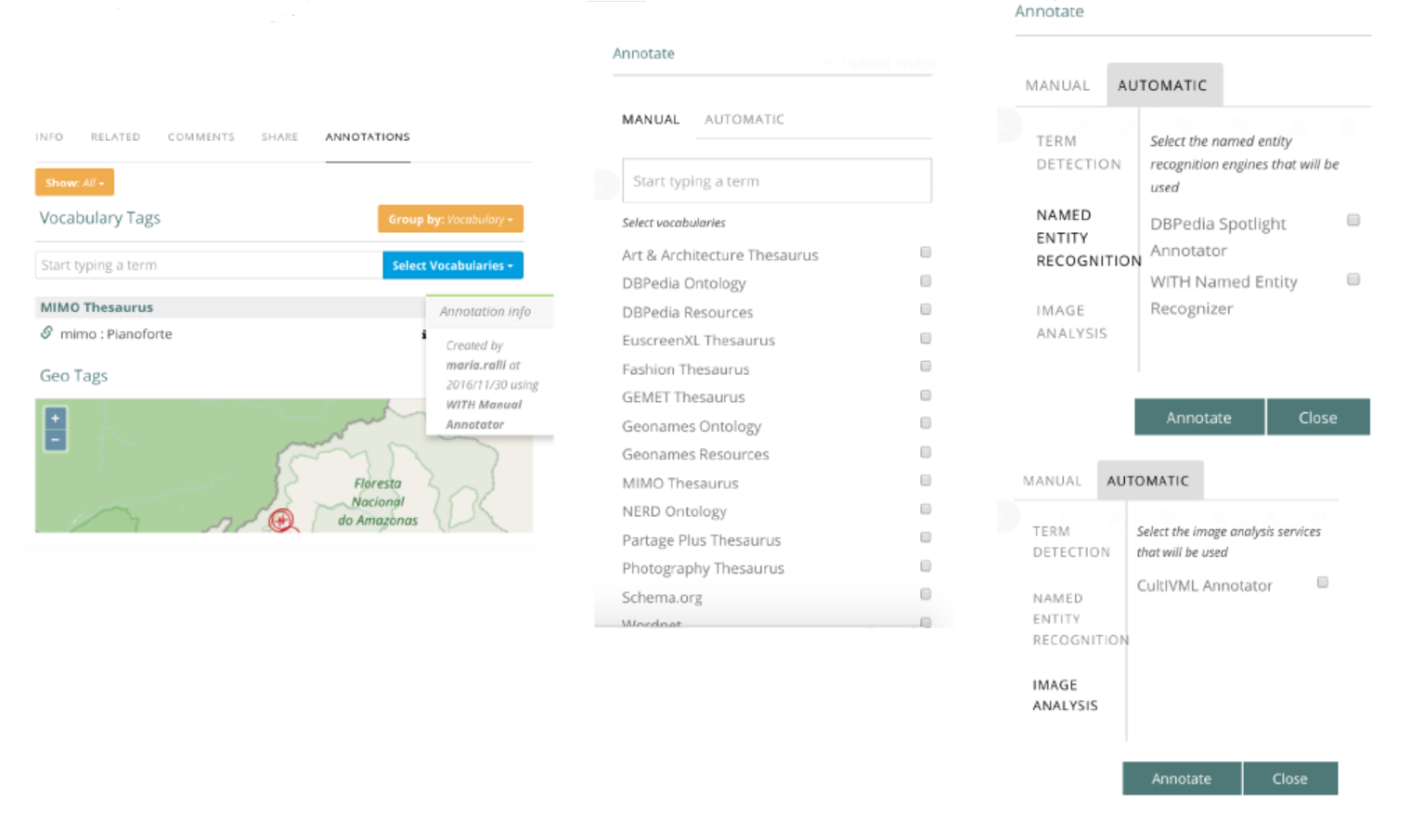 INFO RELATED COMMENTS SHARE ANNOTATIONS
Show: All
Vocabulary Tags
Group by: Vocabulary
Start typing a term
Select Vocabularies
MIMO Thesaurus
mimo : Pianoforte
Annotation info
Created by
maria.ralli at
2016/11/30 using
WITH Manual
Annotator
Geo Tags
+
−
Floresta
Nacional
do Amazonas
Annotate
MANUAL AUTOMATIC
Start typing a term
Select vocabularies
Art & Architecture Thesaurus
DBPedia Ontology
DBPedia Resources
EuscreenXL Thesaurus
Fashion Thesaurus
GEMET Thesaurus
Geonames Ontology
Geonames Resources
MIMO Thesaurus
NERD Ontology
Partage Plus Thesaurus
Photography Thesaurus
Schema.org
Wordnet
Annotate
MANUAL AUTOMATIC
TERM
DETECTION
NAMED
ENTITY
RECOGNITION
IMAGE
ANALYSIS
Select the named entity
recognition engines that will be
used
DBPedia Spotlight
Annotator
WITH Named Entity
Recognizer
Annotate Close
MANUAL AUTOMATIC
TERM
DETECTION
NAMED
ENTITY
RECOGNITION
IMAGE
ANALYSIS
Select the image analysis services
that will be used
CultIVML Annotator
Annotate Close